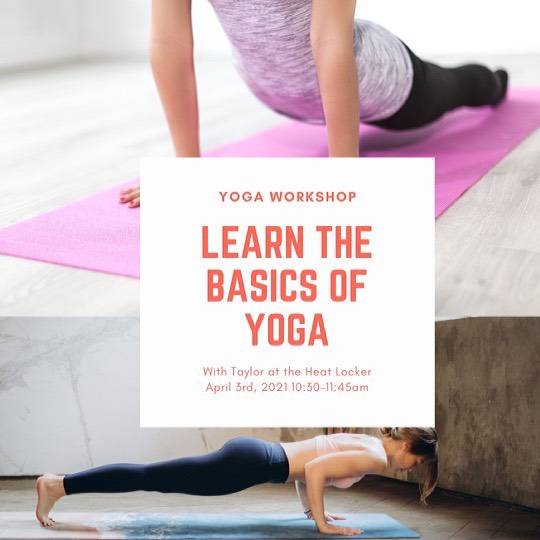 YOGA WORKSHOP
LEARN THE
BASICS OF
YOGA
With Taylor at the Heat Locker
April 3rd, 2021 10:30-11:45am